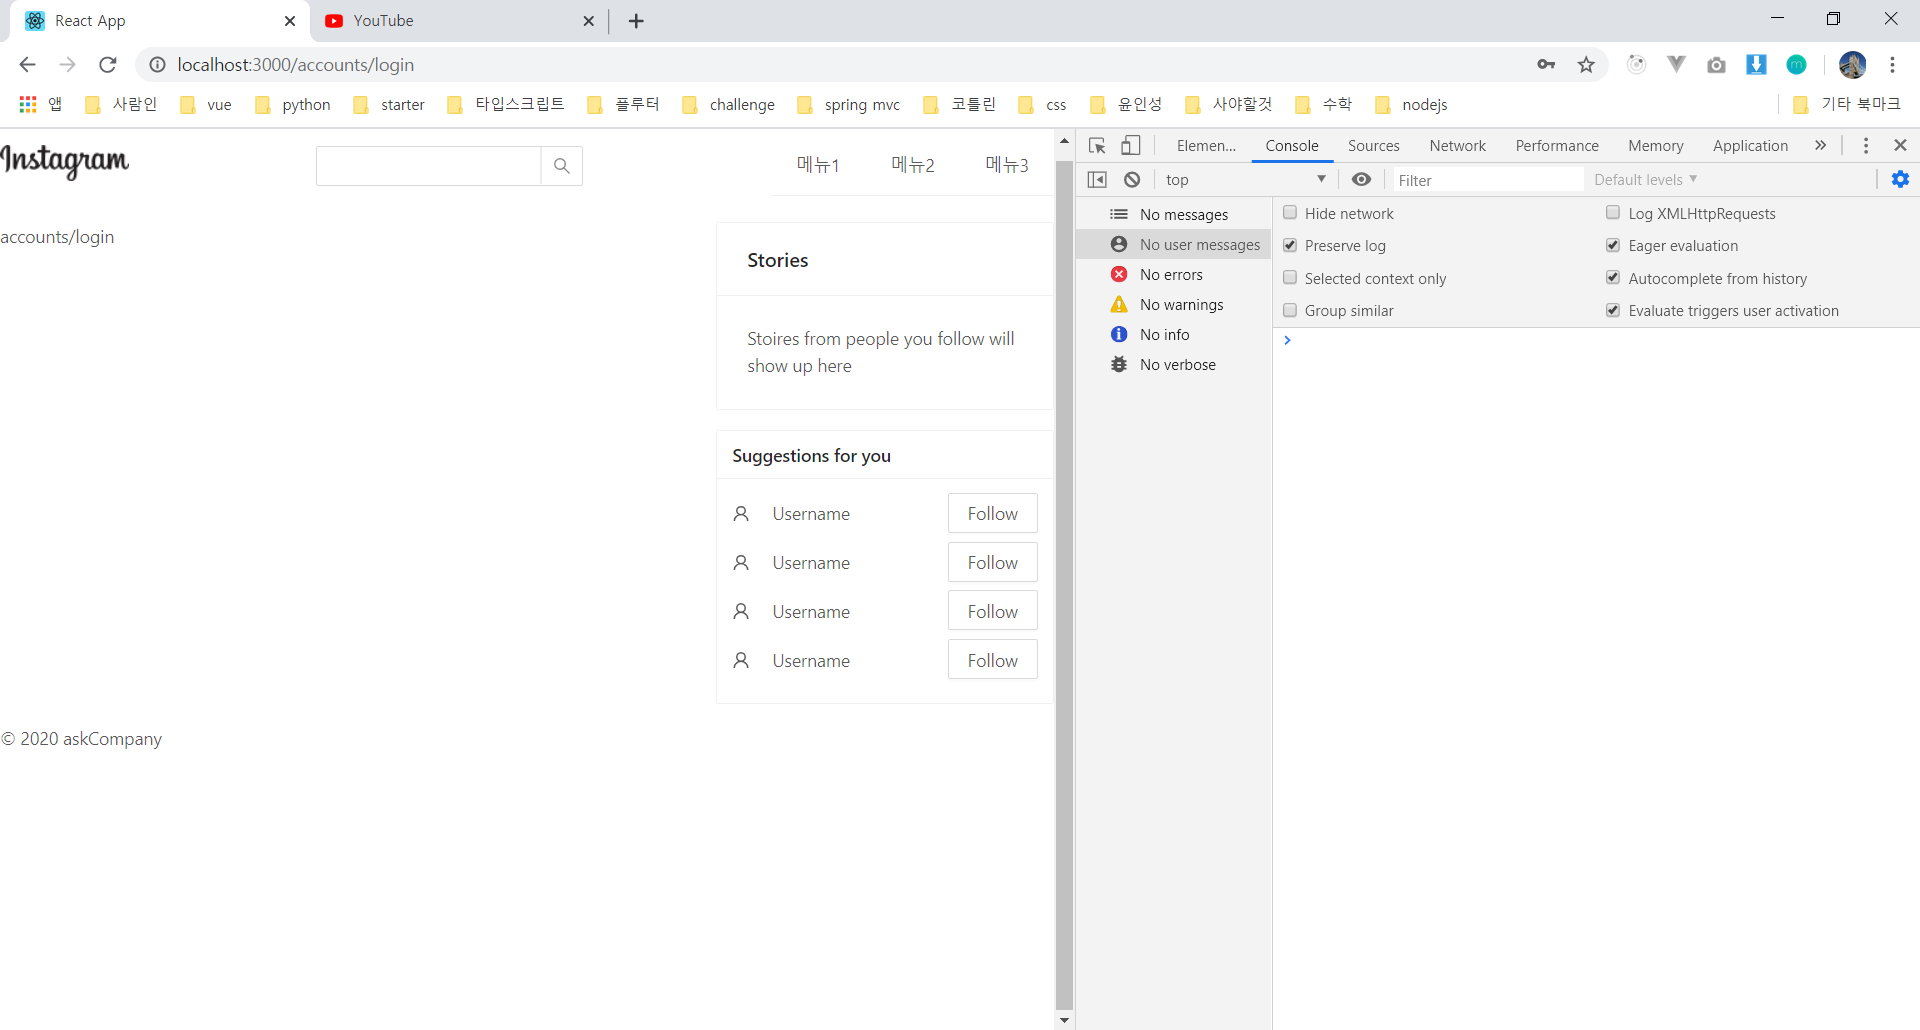 React App
YouTube
localhost:3000/accounts/login
앱 사람인 vue python starter 타입스크립트 플루터 challenge spring mvc 코틀린 css 윤인성 사야할것 수학 nodejs 기타 북마크
Instagram
메뉴1 메뉴2 메뉴3
accounts/login
Stories
Stoires from people you follow will
show up here
Suggestions for you
Username Follow
Username Follow
Username Follow
Username Follow
© 2020 askCompany
Elemen... Console Sources Network Performance Memory Application »
top Filter Default levels
No messages
No user messages
No errors
No warnings
No info
No verbose
Hide network Log XMLHttpRequests
Preserve log Eager evaluation
Selected context only Autocomplete from history
Group similar Evaluate triggers user activation